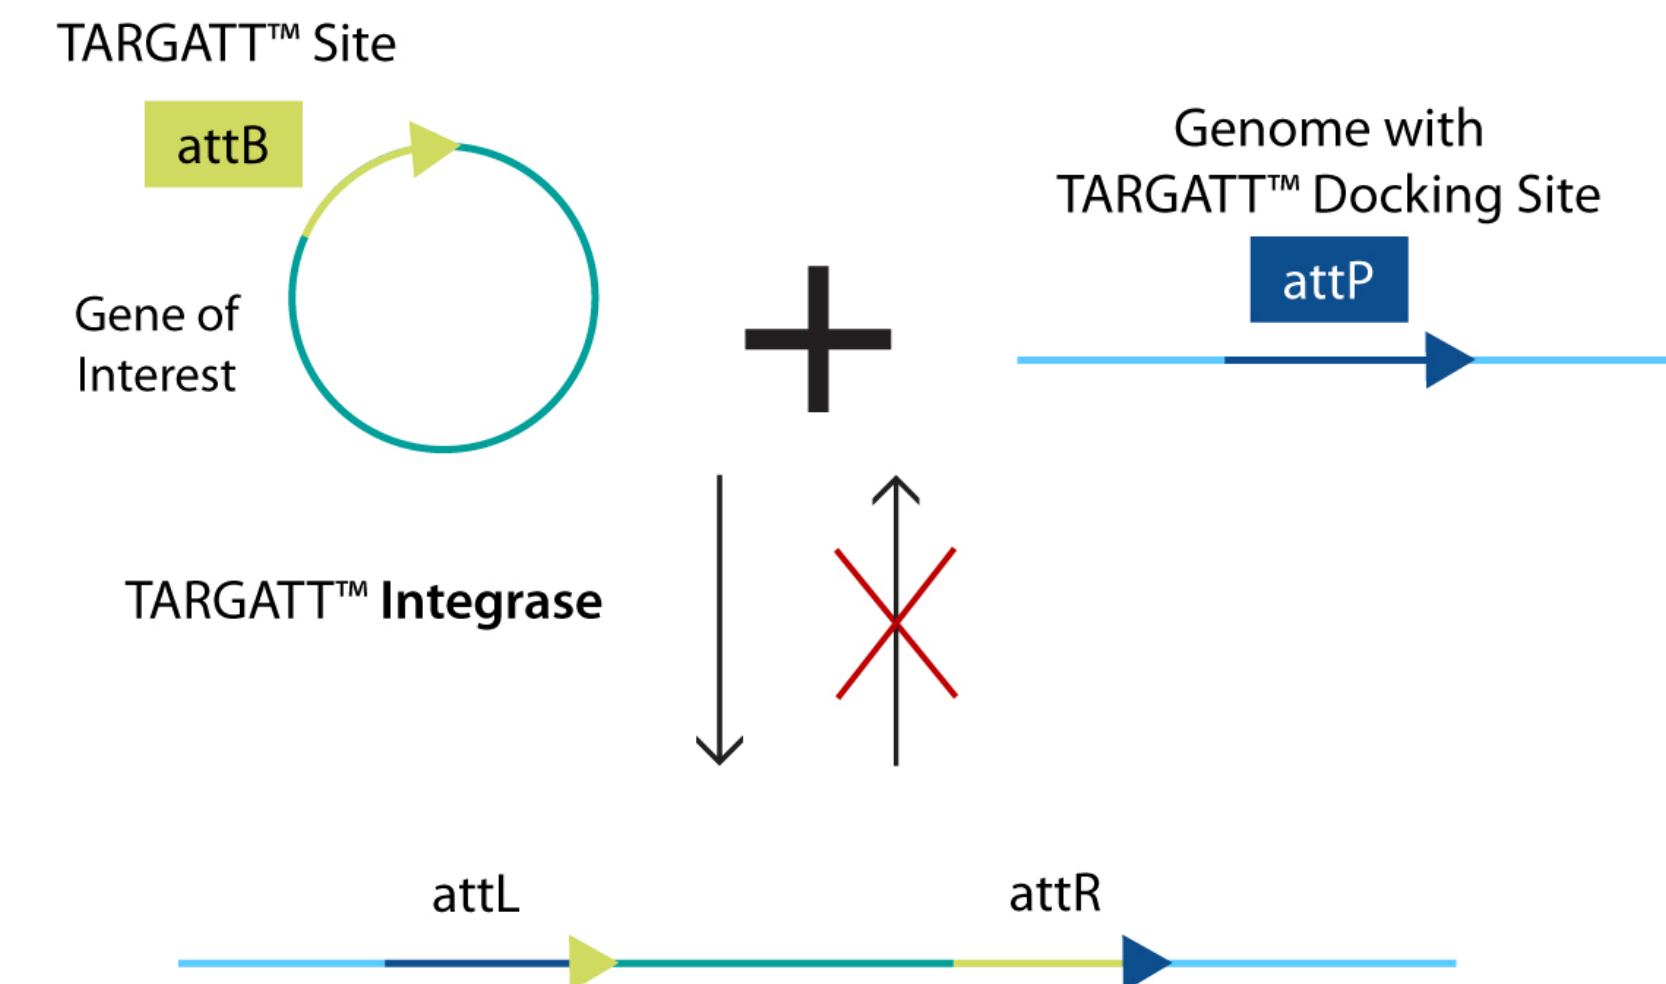 TARGATT™ Site
attB
Gene of
Interest
Genome with
TARGATT™ Docking Site
attP
TARGATT™ Integrase
attL
attR